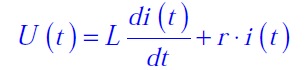 U(t) = L di(t)/dt + r · i(t)